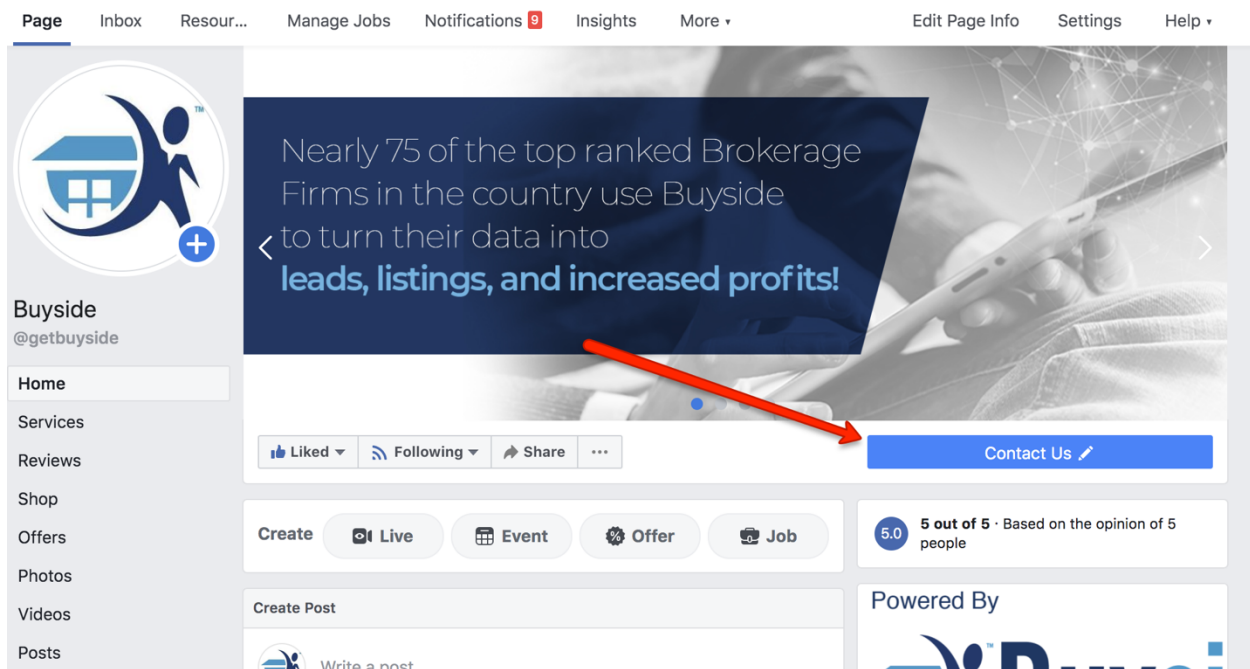 Page Inbox Resour... Manage Jobs Notifications 9 Insights More Edit Page Info Settings Help
TM
Nearly 75 of the top ranked Brokerage
Firms in the country use Buyside
to turn their data into
leads, listings, and increased profits!
Buyside
@getbuyside
Home
Services
Reviews
Shop
Offers
Photos
Videos
Posts
Liked Following Share ...
Contact Us
Create Live Event Offer Job
5.0 5 out of 5 · Based on the opinion of 5
people
Create Post
Write a post
Powered By